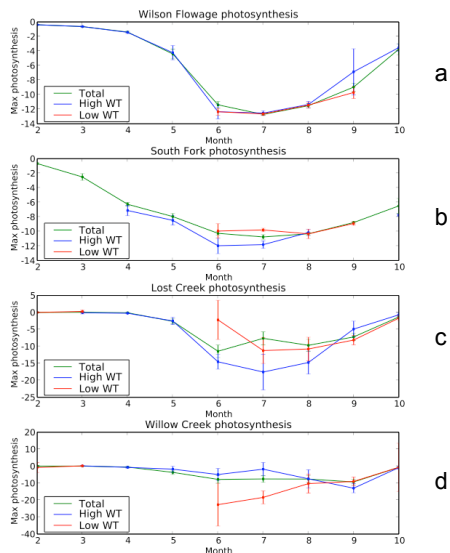 Wilson Flowage photosynthesis
0
-2
-4
-6
-8
-10
-12
-14
Max photosynthesis
Total
High WT
Low WT
2 3 4 5 6 7 8 9 10
Month
a
South Fork photosynthesis
0
-2
-4
-6
-8
-10
-12
-14
Max photosynthesis
Total
High WT
Low WT
2 3 4 5 6 7 8 9 10
Month
b
Lost Creek photosynthesis
5
0
-5
-10
-15
-20
-25
Max photosynthesis
Total
High WT
Low WT
2 3 4 5 6 7 8 9 10
Month
c
Willow Creek photosynthesis
20
10
0
-10
-20
-30
-40
Max photosynthesis
Total
High WT
Low WT
2 3 4 5 6 7 8 9 10
Month
d